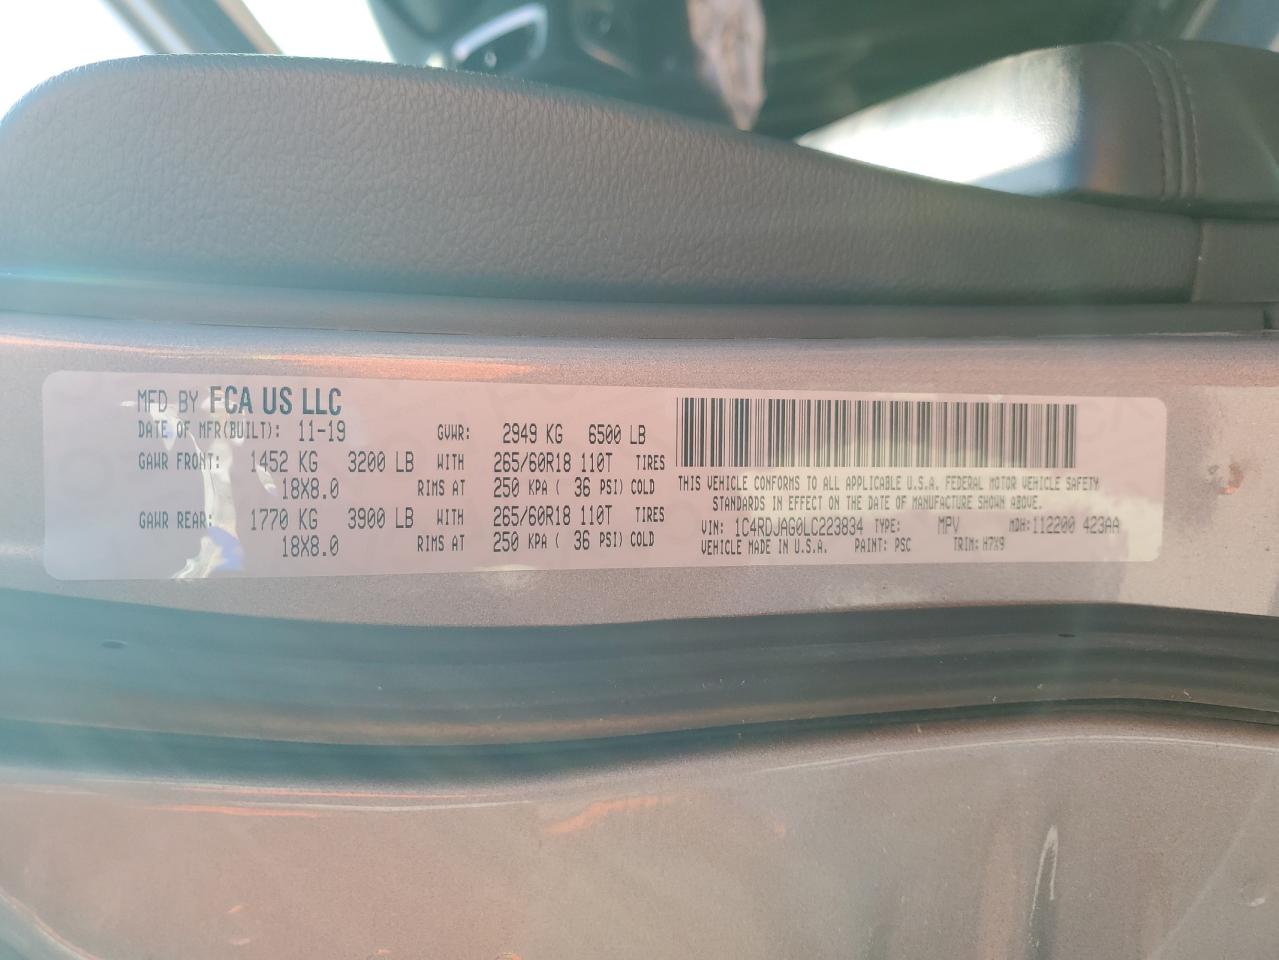 MFD BY FCA US LLC
DATE OF MFR(BUILT): 11-19 GVWR: 2949 KG 6500 LB
GAWR FRONT: 1452 KG 3200 LB WITH 265/60R18 110T TIRES
18X8.0 RIMS AT 250 KPA ( 36 PSI) COLD
GAWR REAR: 1770 KG 3900 LB WITH 265/60R18 110T TIRES
18X8.0 RIMS AT 250 KPA ( 36 PSI) COLD
THIS VEHICLE CONFORMS TO ALL APPLICABLE U.S.A. FEDERAL MOTOR VEHICLE SAFETY
STANDARDS IN EFFECT ON THE DATE OF MANUFACTURE SHOWN ABOVE.
VIN: 1C4RDJAG0LC223834 TYPE: MPV MDH: 112200 423AA
VEHICLE MADE IN U.S.A. PAINT: PSC TRIM: H7X9